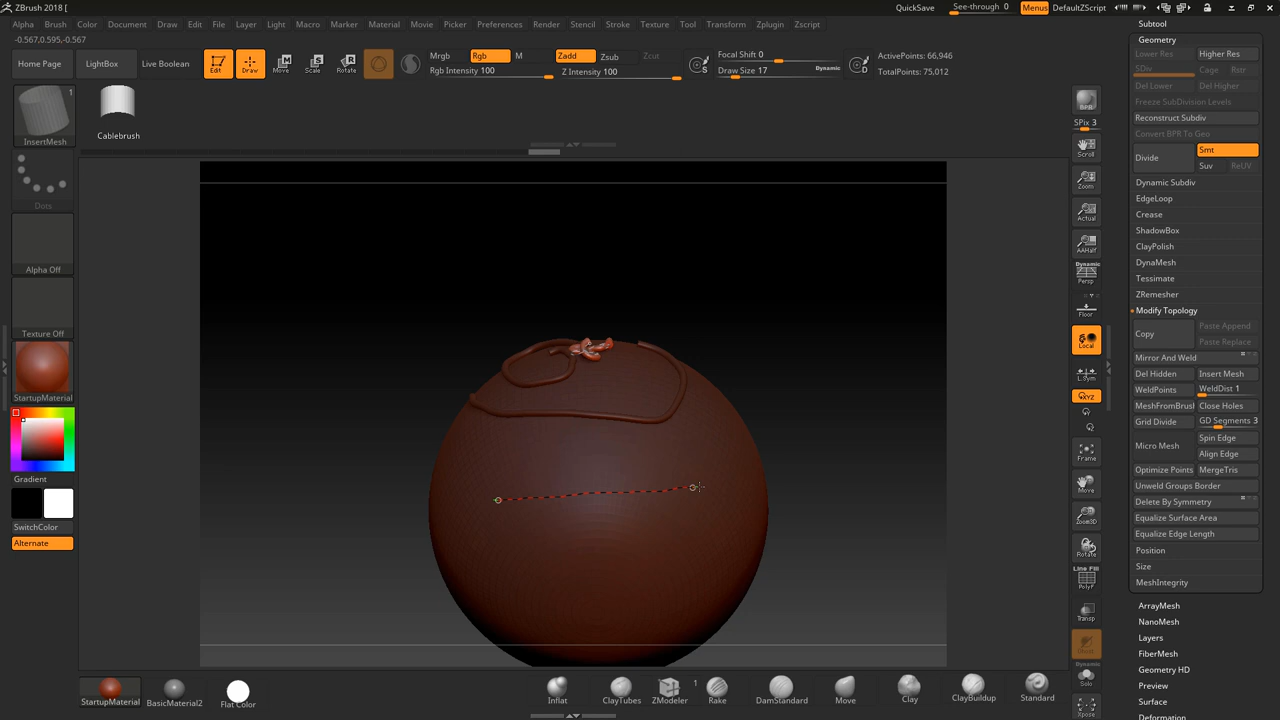 ZBrush 2018 [
QuickSave See-through 0 Menus DefaultZScript
Alpha Brush Color Document Draw Edit File Layer Light Macro Marker Material Movie Picker Preferences Render Stencil Stroke Texture Tool Transform Zplugin Zscript
-0.567,0.595,-0.567
Home Page LightBox Live Boolean
Edit Draw Move Scale Rotate
Mrgb Rgb M Zadd Zsub Zcut
Rgb Intensity 100 Z Intensity 100
Focal Shift 0
Draw Size 17 Dynamic
S D
ActivePoints: 66,946
TotalPoints: 75,012
1
InsertMesh
Cablebrush
Dots
Alpha Off
Texture Off
StartupMaterial
Gradient
SwitchColor
Alternate
StartupMaterial BasicMaterial2 Flat Color
Inflat ClayTubes 1 ZModeler Rake DamStandard Move Clay ClayBuildup Standard
BPR
SPix 3
Scroll
Zoom
Actual
AAHalf
Dynamic
Persp
Floor
Local
L.Sym
XYZ
Frame
Move
Zoom3D
Rotate
Line Fill
PolyF
Transp
Dynamic
Solo
Xpose
Subtool
Geometry
Lower Res Higher Res
SDiv Cage Rstr
Del Lower Del Higher
Freeze SubDivision Levels
Reconstruct Subdiv
Convert BPR To Geo
Divide Smt
Suv ReUV
Dynamic Subdiv
EdgeLoop
Crease
ShadowBox
ClayPolish
DynaMesh
Tessimate
ZRemesher
Modify Topology
Copy Paste Append
Paste Replace
Mirror And Weld
Del Hidden Insert Mesh
WeldPoints WeldDist 1
MeshFromBrush Close Holes
Grid Divide GD Segments 3
Micro Mesh Spin Edge
Align Edge
Optimize Points MergeTris
Unweld Groups Border
Delete By Symmetry
Equalize Surface Area
Equalize Edge Length
Position
Size
MeshIntegrity
ArrayMesh
NanoMesh
Layers
FiberMesh
Geometry HD
Preview
Surface
Deformation